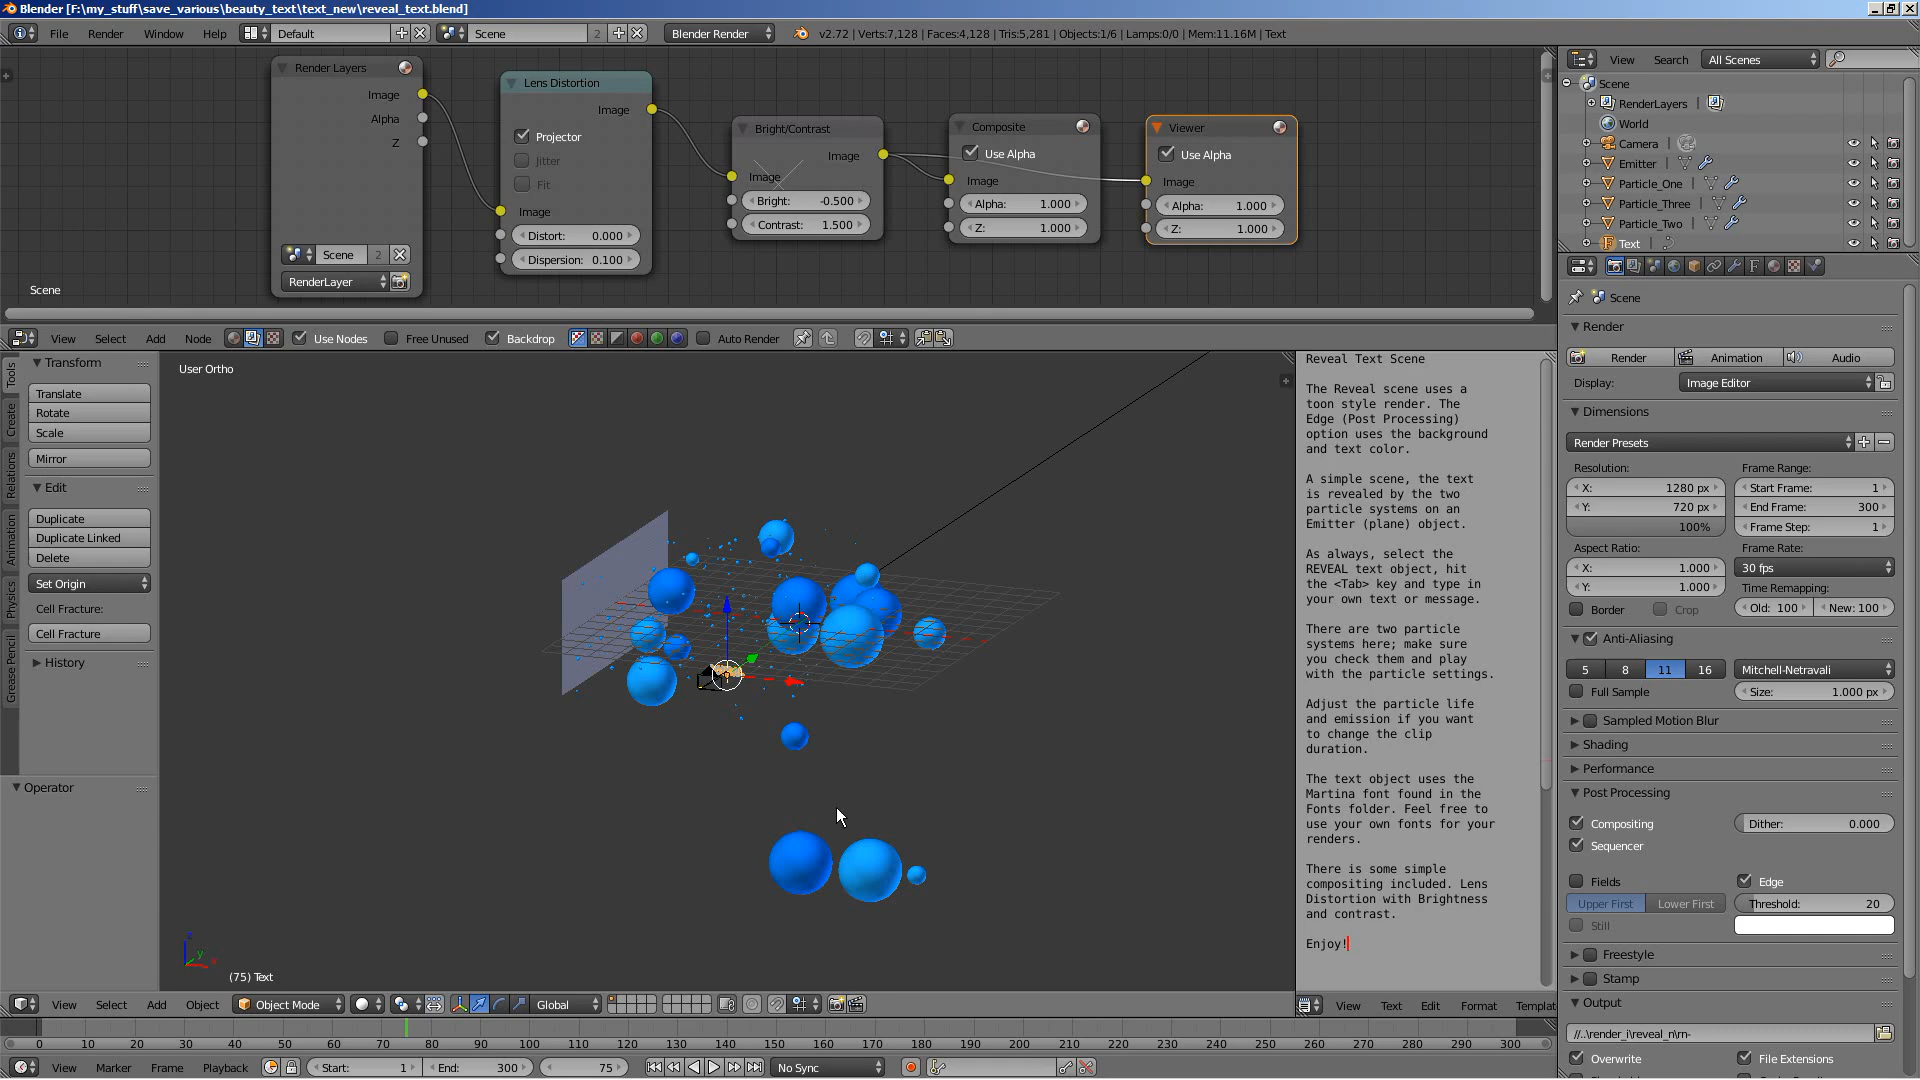 Blender [F:\my_stuff\save_various\beauty_text\text_new\reveal_text.blend]
File Render Window Help Default Scene 2 Blender Render v2.72 | Verts:7,128 | Faces:4,128 | Tris:5,281 | Objects:1/6 | Lamps:0/0 | Mem:11.16M | Text
Render Layers
Image
Alpha
Z
Scene 2
RenderLayer
Lens Distortion
Image
Projector
Jitter
Fit
Image
Distort: 0.000
Dispersion: 0.100
Bright/Contrast
Image
Image
Bright: -0.500
Contrast: 1.500
Composite
Use Alpha
Image
Alpha: 1.000
Z: 1.000
Viewer
Use Alpha
Image
Alpha: 1.000
Z: 1.000
Scene
View Select Add Node Use Nodes Free Unused Backdrop Auto Render
Tools
Create
Relations
Animation
Physics
Grease Pencil
Transform
Translate
Rotate
Scale
Mirror
Edit
Duplicate
Duplicate Linked
Delete
Set Origin
Cell Fracture:
Cell Fracture
History
Operator
User Ortho
(75) Text
z
y
x
View Select Add Object Object Mode Global
Reveal Text Scene
The Reveal scene uses a
toon style render. The
Edge (Post Processing)
option uses the background
and text color.
A simple scene, the text
is revealed by the two
particle systems on an
Emitter (plane) object.
As always, select the
REVEAL text object, hit
the <Tab> key and type in
your own text or message.
There are two particle
systems here; make sure
you check them and play
with the particle settings.
Adjust the particle life
and emission if you want
to change the clip
duration.
The text object uses the
Martina font found in the
Fonts folder. Feel free to
use your own fonts for your
renders.
There is some simple
compositing included. Lens
Distortion with Brightness
and contrast.
Enjoy!
View Text Edit Format Templat
0 10 20 30 40 50 60 70 80 90 100 110 120 130 140 150 160 170 180 190 200 210 220 230 240 250 260 270 280 290 300
View Marker Frame Playback Start: 1 End: 300 75 No Sync
View Search All Scenes
Scene
RenderLayers
World
Camera
Emitter
Particle_One
Particle_Three
Particle_Two
Text
Scene
Render
Render Animation Audio
Display: Image Editor
Dimensions
Render Presets
Resolution: Frame Range:
X: 1280 px Start Frame: 1
Y: 720 px End Frame: 300
100% Frame Step: 1
Aspect Ratio: Frame Rate:
X: 1.000 30 fps
Y: 1.000 Time Remapping:
Border Crop Old: 100 New: 100
Anti-Aliasing
5 8 11 16 Mitchell-Netravali
Full Sample Size: 1.000 px
Sampled Motion Blur
Shading
Performance
Post Processing
Compositing Dither: 0.000
Sequencer
Fields Edge
Upper First Lower First Threshold: 20
Still
Freestyle
Stamp
Output
//..\render_i\reveal_n\rn-
Overwrite File Extensions